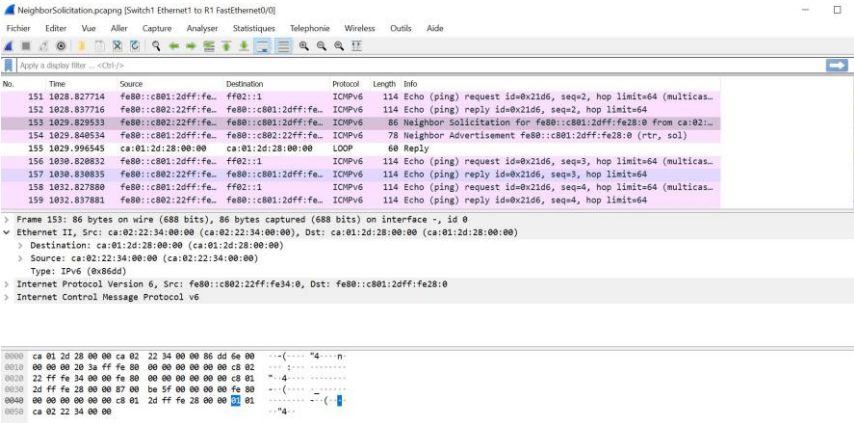 NeighborSolicitation.pcapng [Switch1 Ethernet1 to R1 FastEthernet0/0]
Fichier Editer Vue Aller Capture Analyser Statistiques Telephonie Wireless Outils Aide
Apply a display filter ... <Ctrl-/>
No. Time Source Destination Protocol Length Info
151 1028.827714 fe80::c801:2dff:fe… ff02::1 ICMPv6 114 Echo (ping) request id=0x21d6, seq=2, hop limit=64 (multicas…
152 1028.837716 fe80::c802:22ff:fe… fe80::c801:2dff:fe… ICMPv6 114 Echo (ping) reply id=0x21d6, seq=2, hop limit=64
153 1029.829533 fe80::c802:22ff:fe… fe80::c801:2dff:fe… ICMPv6 86 Neighbor Solicitation for fe80::c801:2dff:fe28:0 from ca:02:…
154 1029.840534 fe80::c801:2dff:fe… fe80::c802:22ff:fe… ICMPv6 78 Neighbor Advertisement fe80::c801:2dff:fe28:0 (rtr, sol)
155 1029.996545 ca:01:2d:28:00:00 ca:01:2d:28:00:00 LOOP 60 Reply
156 1030.820832 fe80::c801:2dff:fe… ff02::1 ICMPv6 114 Echo (ping) request id=0x21d6, seq=3, hop limit=64 (multicas…
157 1030.830835 fe80::c802:22ff:fe… fe80::c801:2dff:fe… ICMPv6 114 Echo (ping) reply id=0x21d6, seq=3, hop limit=64
158 1032.827880 fe80::c801:2dff:fe… ff02::1 ICMPv6 114 Echo (ping) request id=0x21d6, seq=4, hop limit=64 (multicas…
159 1032.837881 fe80::c802:22ff:fe… fe80::c801:2dff:fe… ICMPv6 114 Echo (ping) reply id=0x21d6, seq=4, hop limit=64
> Frame 153: 86 bytes on wire (688 bits), 86 bytes captured (688 bits) on interface -, id 0
Ethernet II, Src: ca:02:22:34:00:00 (ca:02:22:34:00:00), Dst: ca:01:2d:28:00:00 (ca:01:2d:28:00:00)
> Destination: ca:01:2d:28:00:00 (ca:01:2d:28:00:00)
> Source: ca:02:22:34:00:00 (ca:02:22:34:00:00)
Type: IPv6 (0x86dd)
> Internet Protocol Version 6, Src: fe80::c802:22ff:fe34:0, Dst: fe80::c801:2dff:fe28:0
> Internet Control Message Protocol v6
0000 ca 01 2d 28 00 00 ca 02 22 34 00 00 86 dd 6e 00 ··-(···· "4····n·
0010 00 00 00 20 3a ff fe 80 00 00 00 00 00 00 c8 02 ··· :··· ········
0020 22 ff fe 34 00 00 fe 80 00 00 00 00 00 00 c8 01 "··4···· ········
0030 2d ff fe 28 00 00 87 00 be 5f 00 00 00 00 fe 80 -··(···· ·_······
0040 00 00 00 00 00 00 c8 01 2d ff fe 28 00 00 01 01 ········ -··(····
0050 ca 02 22 34 00 00 ··"4··